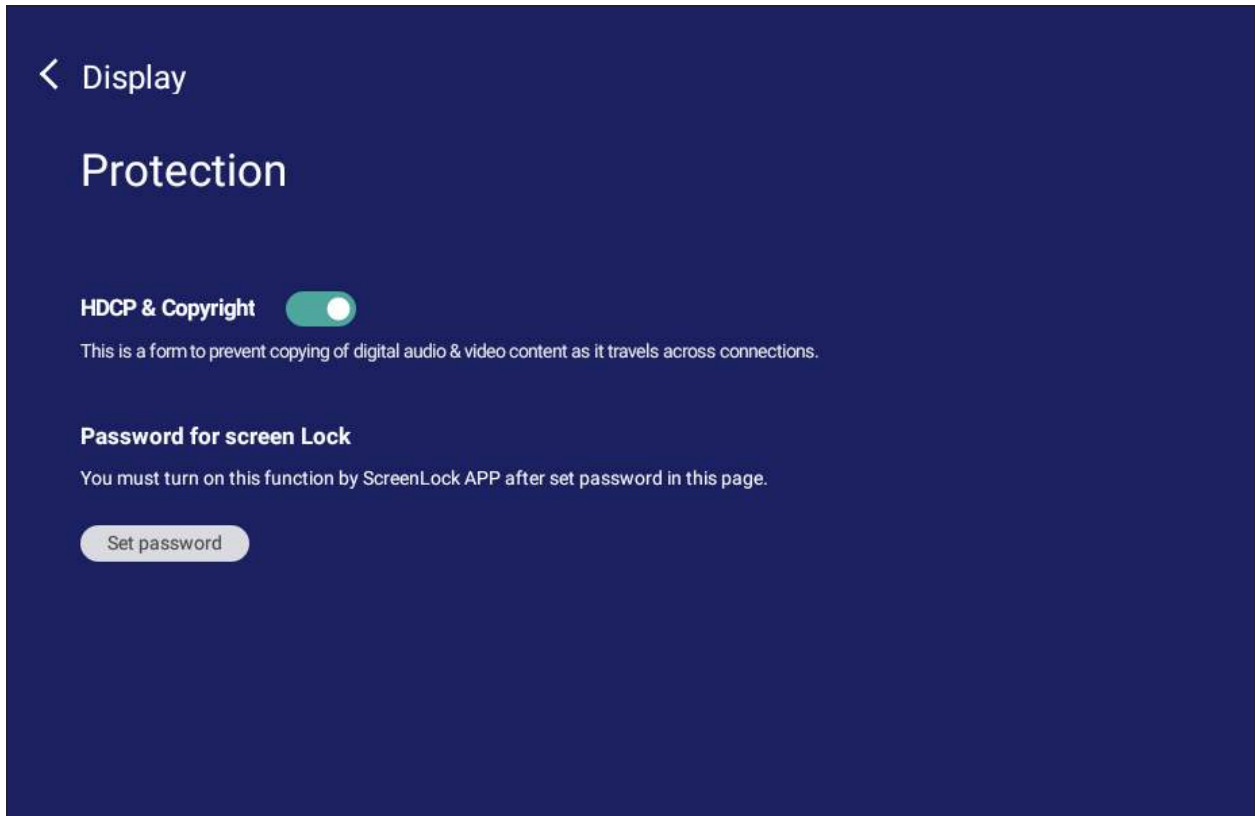 Display
Protection
HDCP & Copyright
This is a form to prevent copying of digital audio & video content as it travels across connections.
Password for screen Lock
You must turn on this function by ScreenLock APP after set password in this page.
Set password